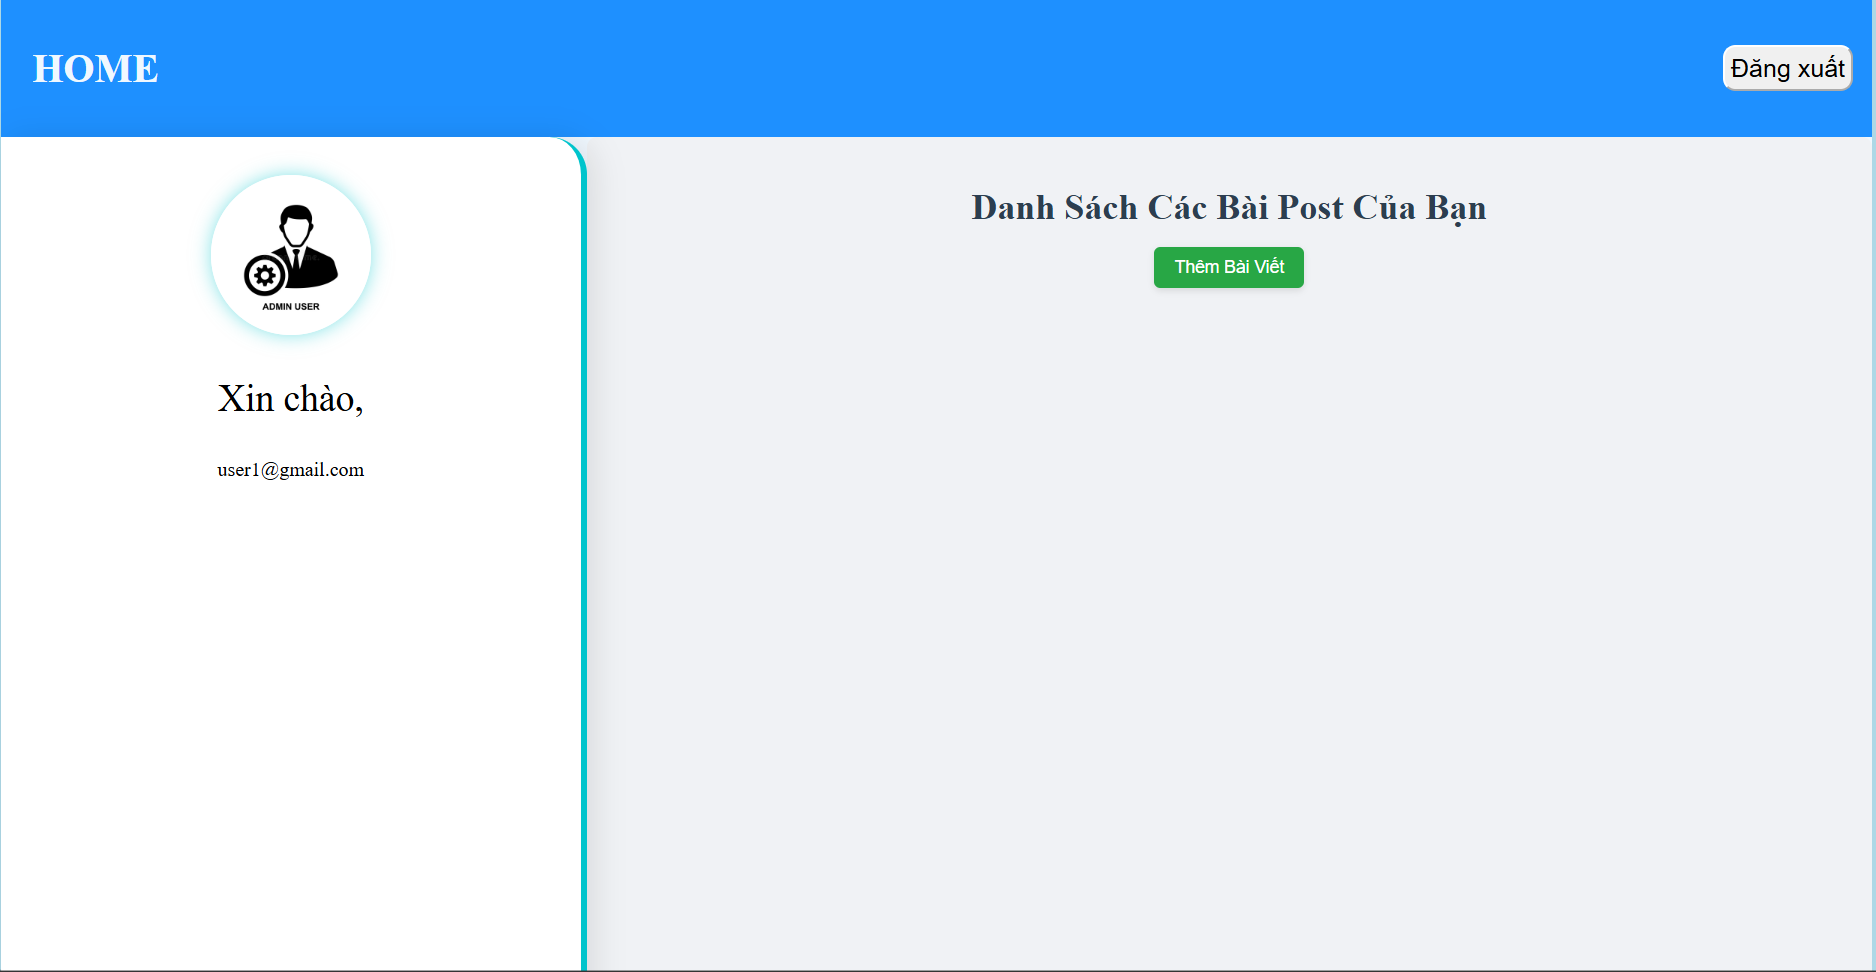 HOME
Đăng xuất
ADMIN USER
Xin chào,
user1@gmail.com
Danh Sách Các Bài Post Của Bạn
Thêm Bài Viết